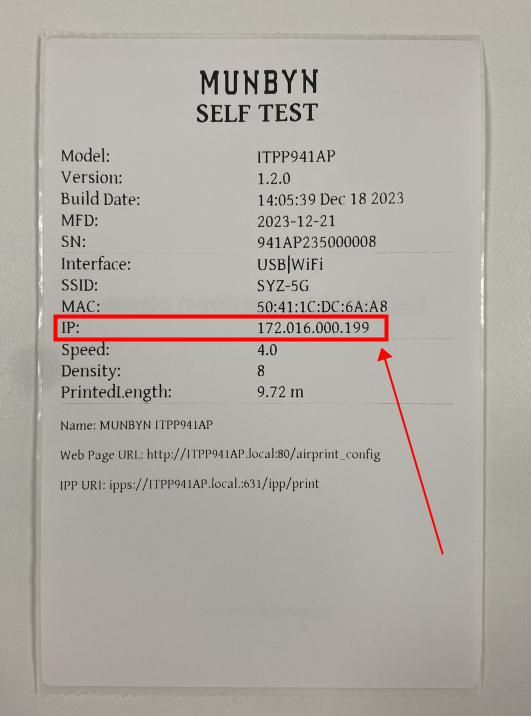 MUNBYN
SELF TEST
Model: ITPP941AP
Version: 1.2.0
Build Date: 14:05:39 Dec 18 2023
MFD: 2023-12-21
SN: 941AP235000008
Interface: USB|WiFi
SSID: SYZ-5G
MAC: 50:41:1C:DC:6A:A8
IP: 172.016.000.199
Speed: 4.0
Density: 8
PrintedLength: 9.72 m
Name: MUNBYN ITPP941AP
Web Page URL: http://ITPP941AP.local:80/airprint_config
IPP URI: ipps://ITPP941AP.local.:631/ipp/print